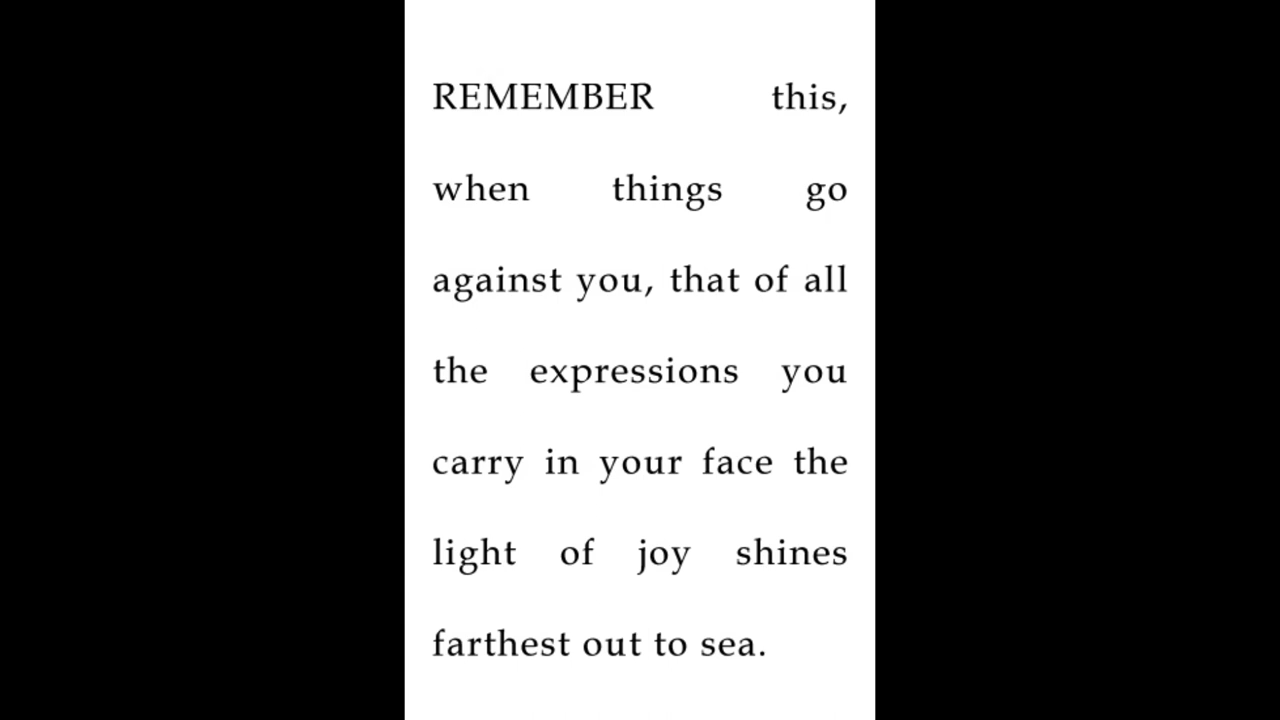 REMEMBER this,
when things go
against you, that of all
the expressions you
carry in your face the
light of joy shines
farthest out to sea.